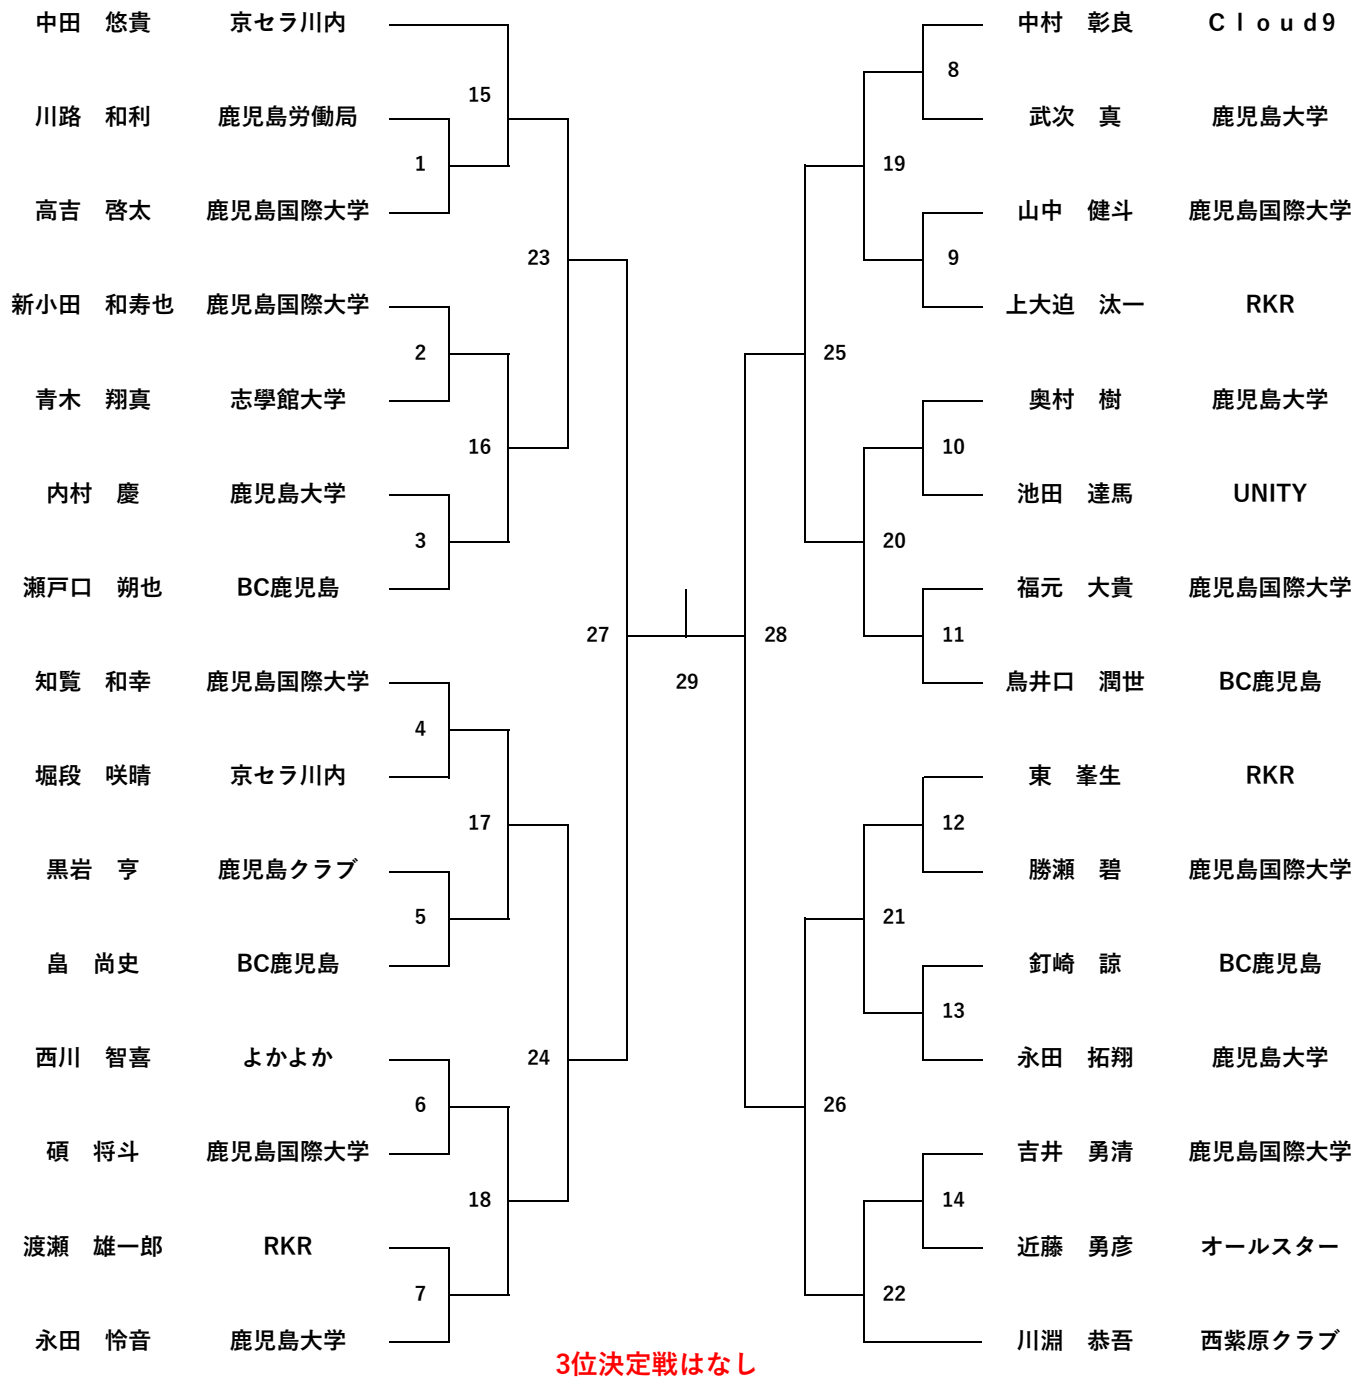 中田　悠貴　京セラ川内
15
川路　和利　鹿児島労働局
1
高吉　啓太　鹿児島国際大学
23
新小田　和寿也　鹿児島国際大学
2
青木　翔真　志學館大学
16
内村　慶　鹿児島大学
3
瀬戸口　朔也　BC鹿児島
27
知覧　和幸　鹿児島国際大学
4
堀段　咲晴　京セラ川内
17
黒岩　亨　鹿児島クラブ
5
畠　尚史　BC鹿児島
24
西川　智喜　よかよか
6
碩　将斗　鹿児島国際大学
18
渡瀬　雄一郎　RKR
7
永田　怜音　鹿児島大学
29
中村　彰良　Ｃｌｏｕｄ９
8
武次　真　鹿児島大学
19
山中　健斗　鹿児島国際大学
9
上大迫　汰一　RKR
25
奥村　樹　鹿児島大学
10
池田　達馬　UNITY
20
福元　大貴　鹿児島国際大学
11
鳥井口　潤世　BC鹿児島
28
東　峯生　RKR
12
勝瀬　碧　鹿児島国際大学
21
釘崎　諒　BC鹿児島
13
永田　拓翔　鹿児島大学
26
吉井　勇清　鹿児島国際大学
14
近藤　勇彦　オールスター
22
川淵　恭吾　西紫原クラブ
3位決定戦はなし